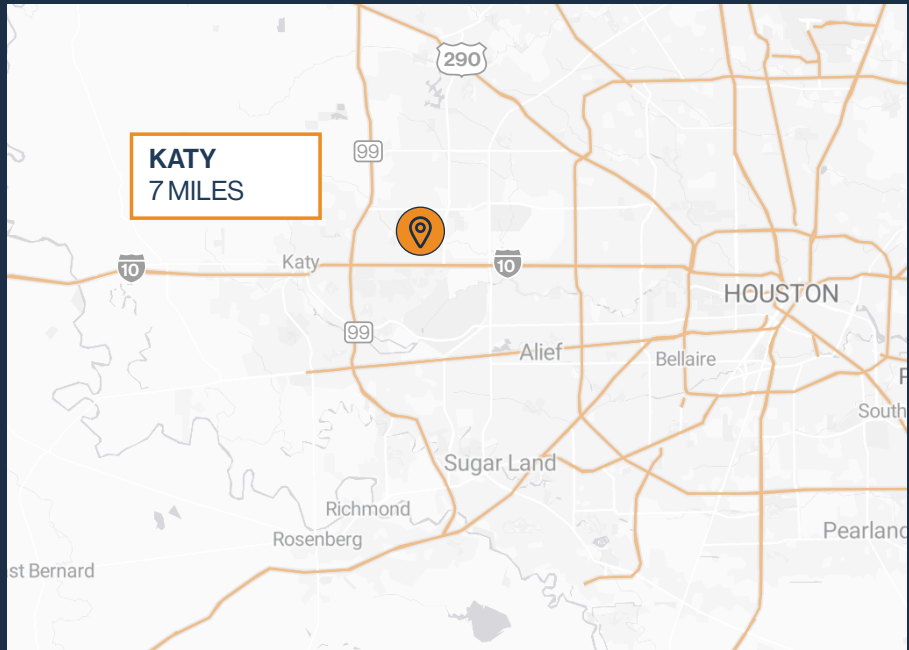 290
99
KATY
7 MILES
Katy
10
10
HOUSTON
99
Alief
Bellaire
South
Sugar Land
Richmond
Rosenberg
Pearland
st Bernard